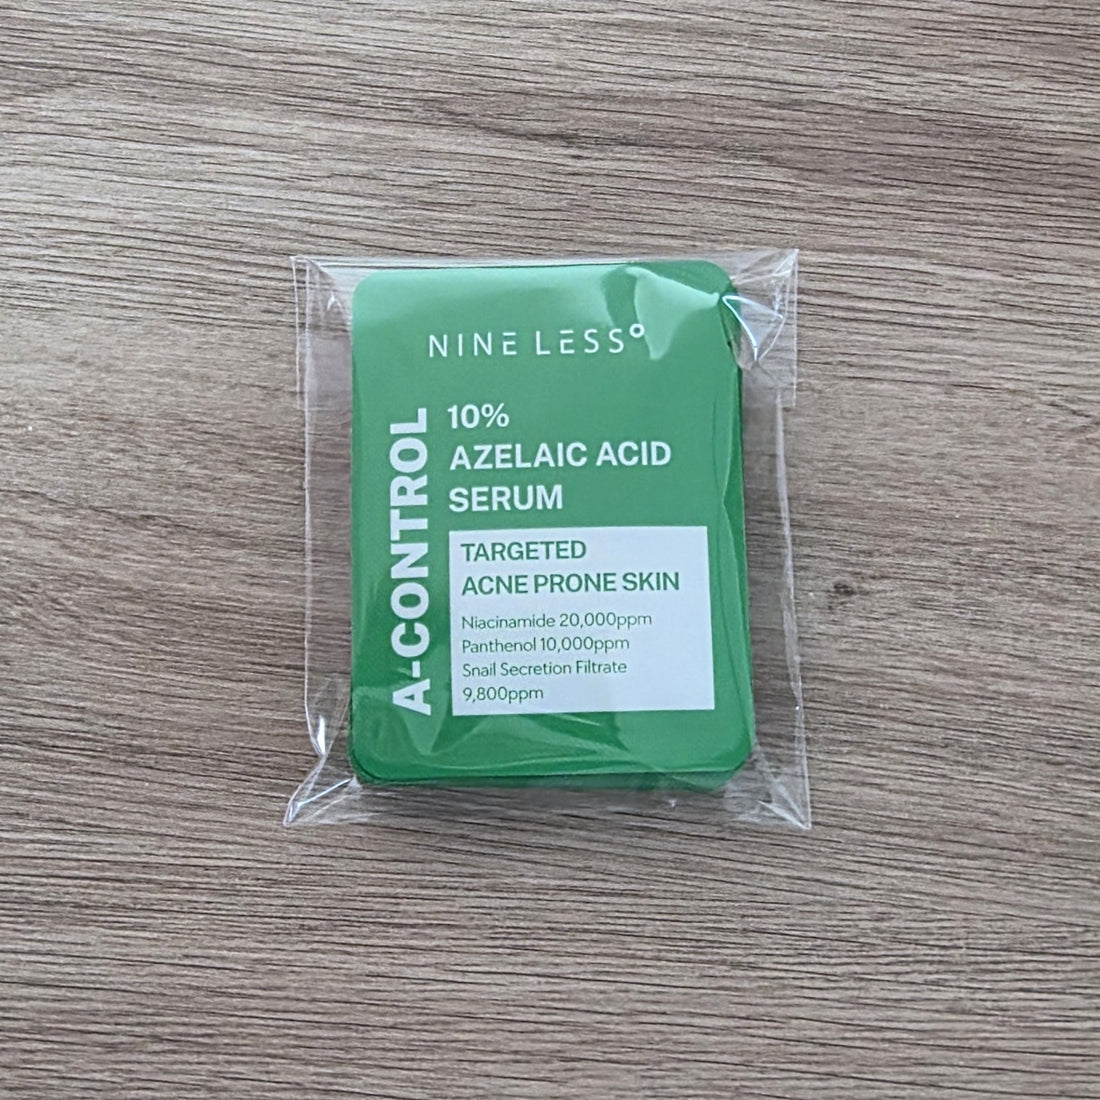 NINE LESS°
A-CONTROL
10%
AZELAIC ACID
SERUM
TARGETED
ACNE PRONE SKIN
Niacinamide 20,000ppm
Panthenol 10,000ppm
Snail Secretion Filtrate
9,800ppm